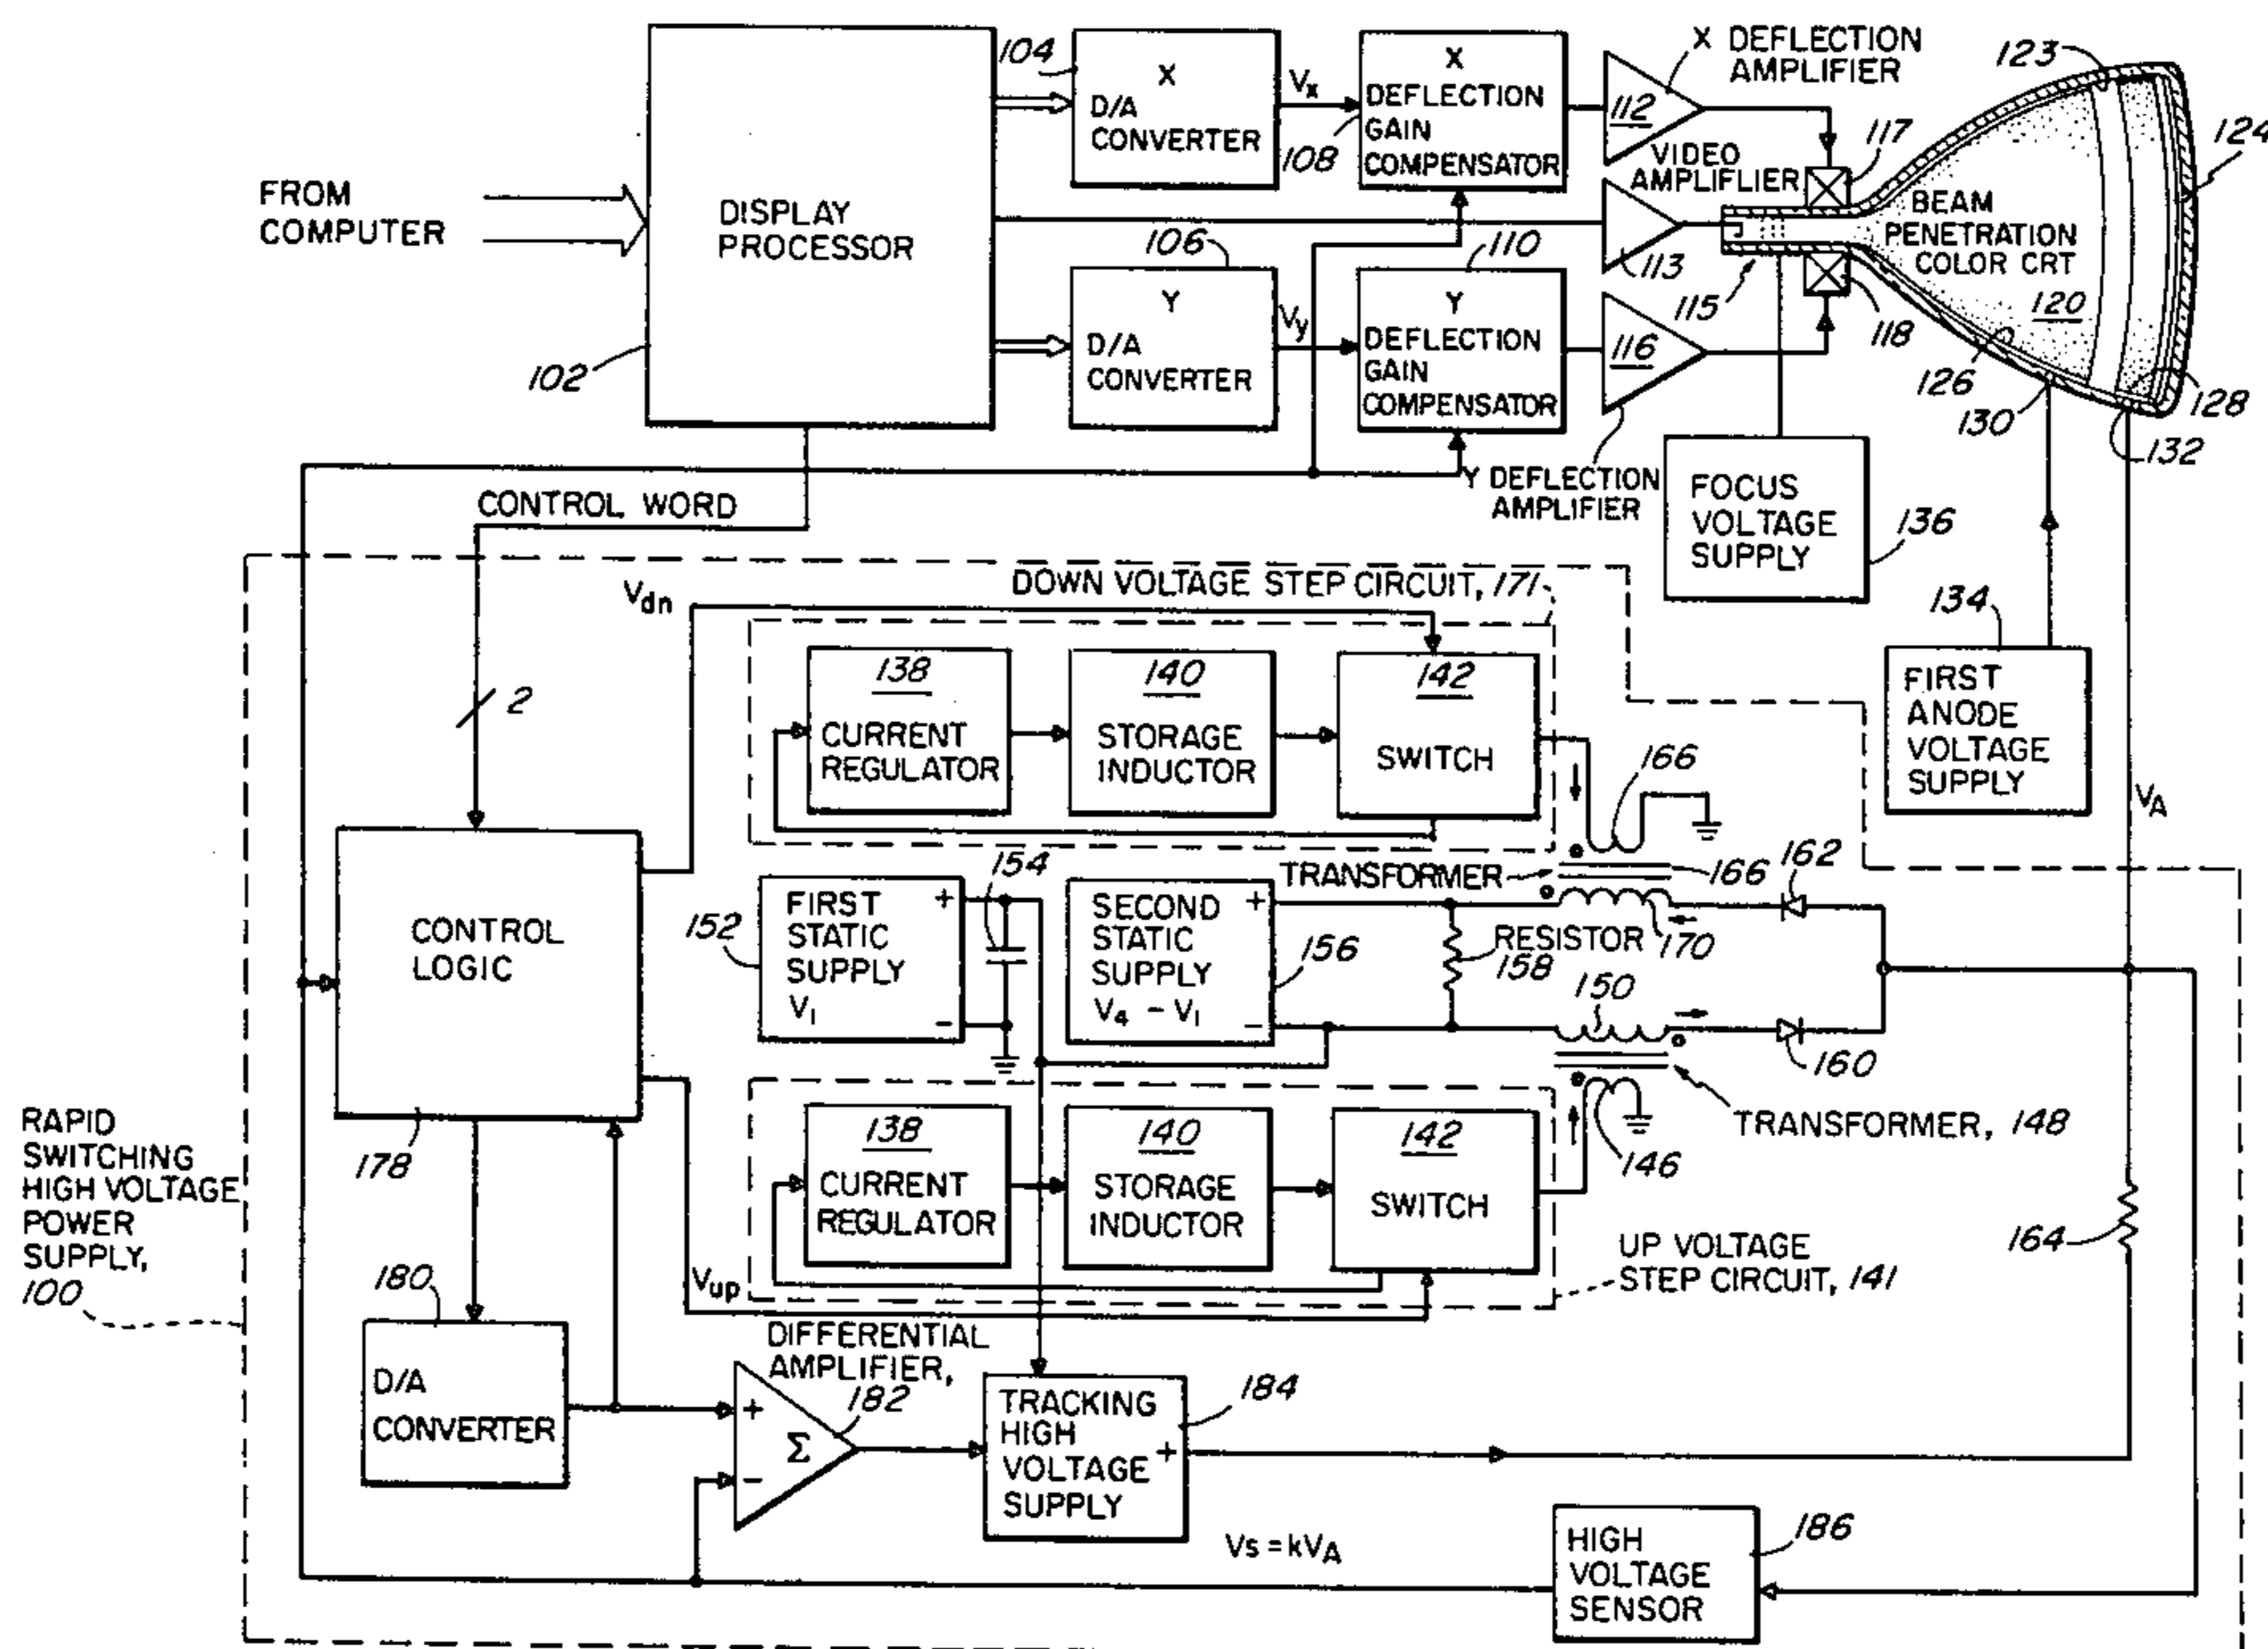 FROM
COMPUTER
DISPLAY
PROCESSOR
102
104
X
D/A
CONVERTER
Vx
X
DEFLECTION
GAIN
COMPENSATOR
108
112
X DEFLECTION
AMPLIFIER
VIDEO
AMPLIFLIER
113
106
Y
D/A
CONVERTER
Vy
110
Y
DEFLECTION
GAIN
COMPENSATOR
116
Y DEFLECTION
AMPLIFIER
115
117
118
123
124
BEAM
PENETRATION
COLOR CRT
120
126
128
130
132
FOCUS
VOLTAGE
SUPPLY
136
134
FIRST
ANODE
VOLTAGE
SUPPLY
VA
CONTROL WORD
2
Vdn
DOWN VOLTAGE STEP CIRCUIT, 171
138
CURRENT
REGULATOR
140
STORAGE
INDUCTOR
142
SWITCH
166
TRANSFORMER
166
162
CONTROL
LOGIC
178
152
FIRST
STATIC
SUPPLY
V1
+
-
154
SECOND
STATIC
SUPPLY
V4 - V1
+
-
156
RESISTOR
158
170
150
160
TRANSFORMER, 148
146
138
CURRENT
REGULATOR
140
STORAGE
INDUCTOR
142
SWITCH
Vup
UP VOLTAGE
STEP CIRCUIT, 141
164
RAPID
SWITCHING
HIGH VOLTAGE
POWER
SUPPLY,
100
180
D/A
CONVERTER
DIFFERENTIAL
AMPLIFIER,
182
+
Σ
-
TRACKING
HIGH
VOLTAGE
SUPPLY
+
184
Vs = kVA
HIGH
VOLTAGE
SENSOR
186